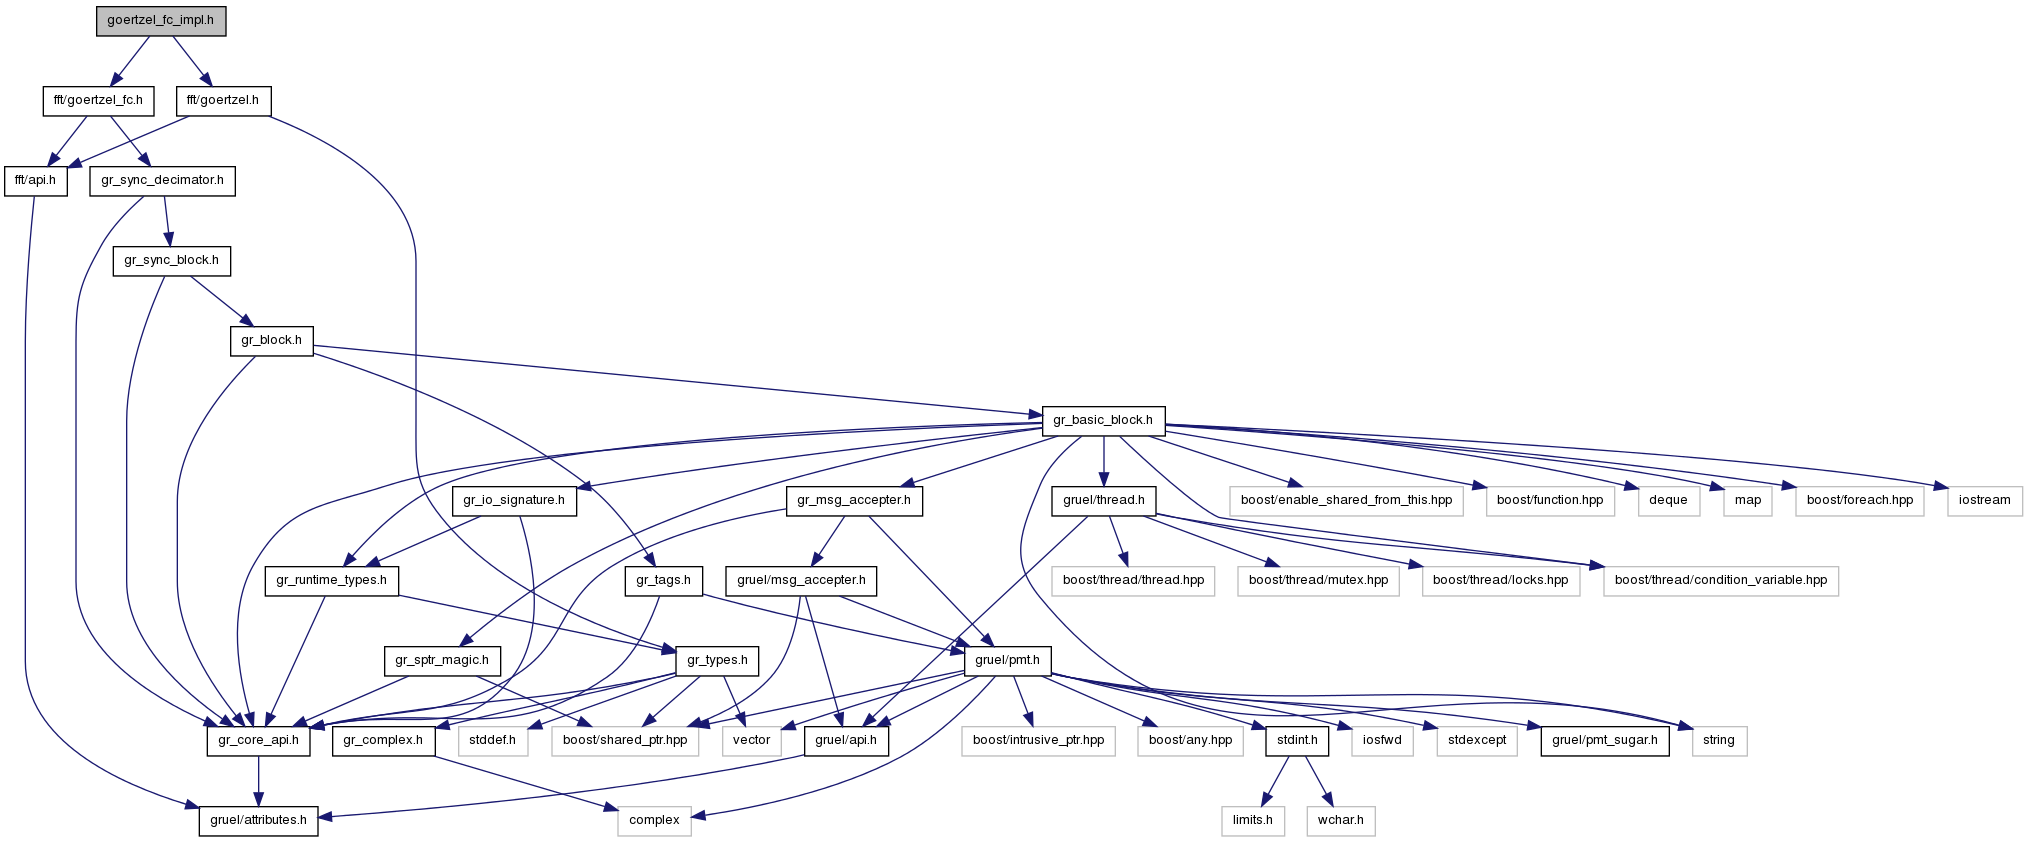 goertzel_fc_impl.h
fft/goertzel_fc.h
fft/goertzel.h
fft/api.h
gr_sync_decimator.h
gr_sync_block.h
gr_block.h
gr_basic_block.h
gr_io_signature.h
gr_msg_accepter.h
gruel/thread.h
boost/enable_shared_from_this.hpp
boost/function.hpp
deque
map
boost/foreach.hpp
iostream
gr_runtime_types.h
gr_tags.h
gruel/msg_accepter.h
boost/thread/thread.hpp
boost/thread/mutex.hpp
boost/thread/locks.hpp
boost/thread/condition_variable.hpp
gr_sptr_magic.h
gr_types.h
gruel/pmt.h
gr_core_api.h
gr_complex.h
stddef.h
boost/shared_ptr.hpp
vector
gruel/api.h
boost/intrusive_ptr.hpp
boost/any.hpp
stdint.h
iosfwd
stdexcept
gruel/pmt_sugar.h
string
gruel/attributes.h
complex
limits.h
wchar.h